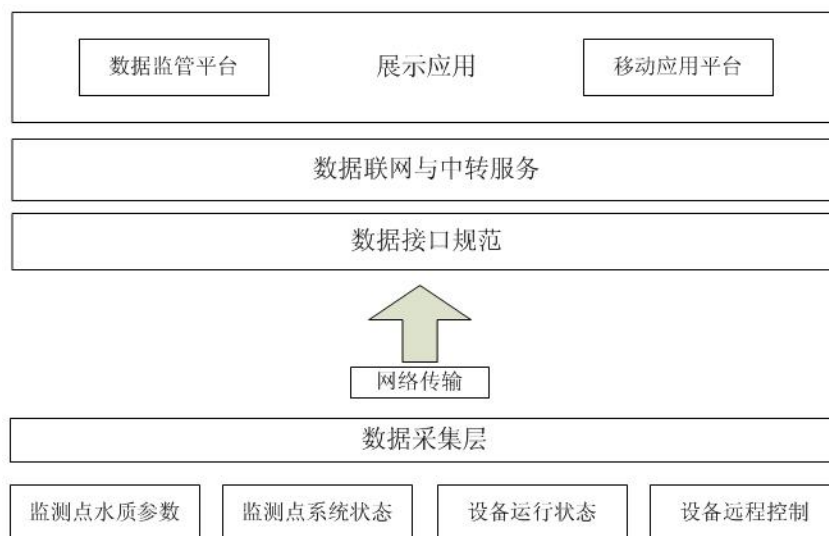 数据监管平台
展示应用
移动应用平台
数据联网与中转服务
数据接口规范
网络传输
数据采集层
监测点水质参数
监测点系统状态
设备运行状态
设备远程控制